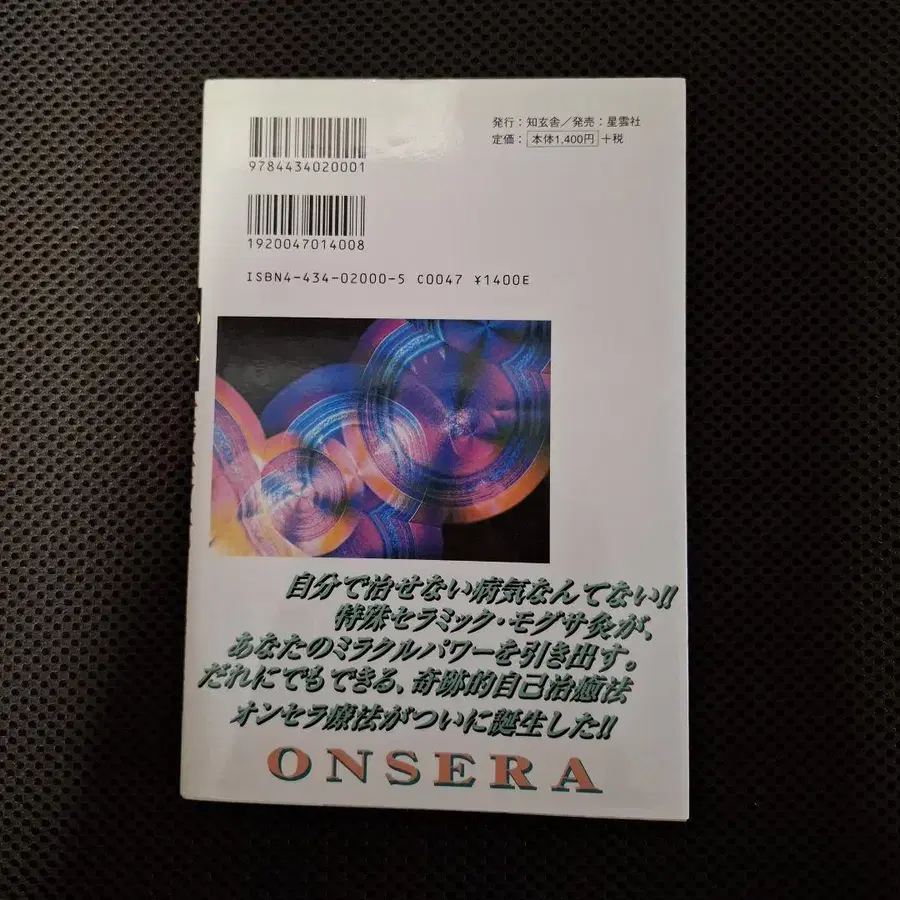 9784434020001
発行：知玄舎／発売：星雲社
定価：本体1,400円＋税
1920047014008
ISBN4-434-02000-5 C0047 ¥1400E
自分で治せない病気なんてない!!
特殊セラミック・モグサ灸が、
あなたのミラクルパワーを引き出す。
だれにでもできる、奇跡的自己治癒法
オンセラ療法がついに誕生した!!
ONSERA